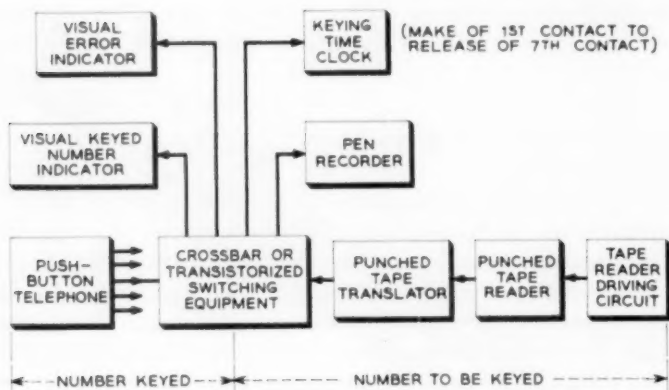 VISUAL
ERROR
INDICATOR
KEYING
TIME
CLOCK
(MAKE OF 1ST CONTACT TO
RELEASE OF 7TH CONTACT)
VISUAL KEYED
NUMBER
INDICATOR
PEN
RECORDER
PUSH-
BUTTON
TELEPHONE
CROSSBAR OR
TRANSISTORIZED
SWITCHING
EQUIPMENT
PUNCHED
TAPE
TRANSLATOR
PUNCHED
TAPE
READER
TAPE
READER
DRIVING
CIRCUIT
NUMBER KEYED
NUMBER TO BE KEYED